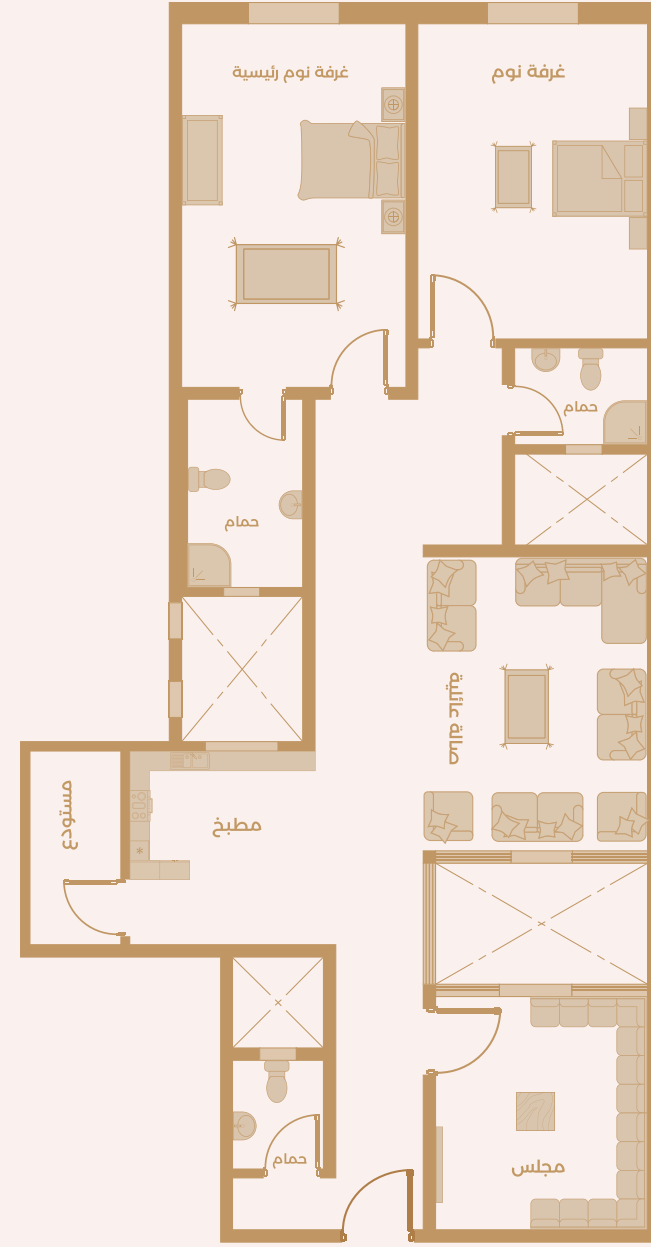 غرفة نوم
غرفة نوم رئيسية
حمام
حمام
صالة عائلية
مستودع
مطبخ
حمام
مجلس